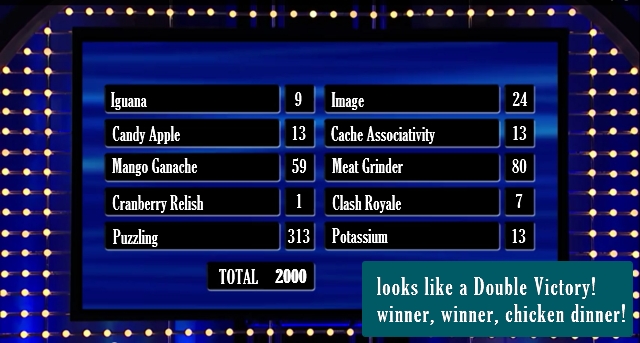 Iguana 9 Image 24
Candy Apple 13 Cache Associativity 13
Mango Ganache 59 Meat Grinder 80
Cranberry Relish 1 Clash Royale 7
Puzzling 313 Potassium 13
TOTAL 2000
looks like a Double Victory!
winner, winner, chicken dinner!